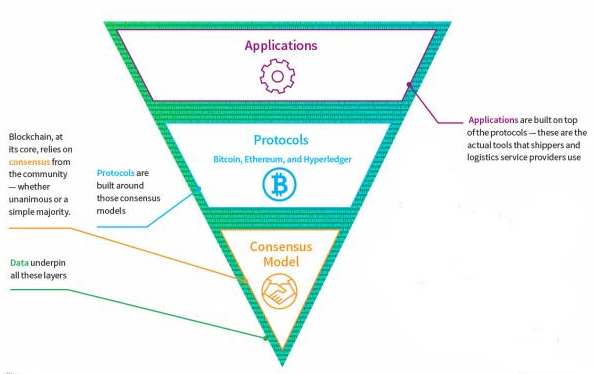 Applications
Protocols
Bitcoin, Ethereum, and Hyperledger
Consensus
Model
Applications are built on top
of the protocols — these are the
actual tools that shippers and
logistics service providers use
Blockchain, at
its core, relies on
consensus from
the community
— whether
unanimous or a
simple majority.
Protocols are
built around
those consensus
models
Data underpin
all these layers